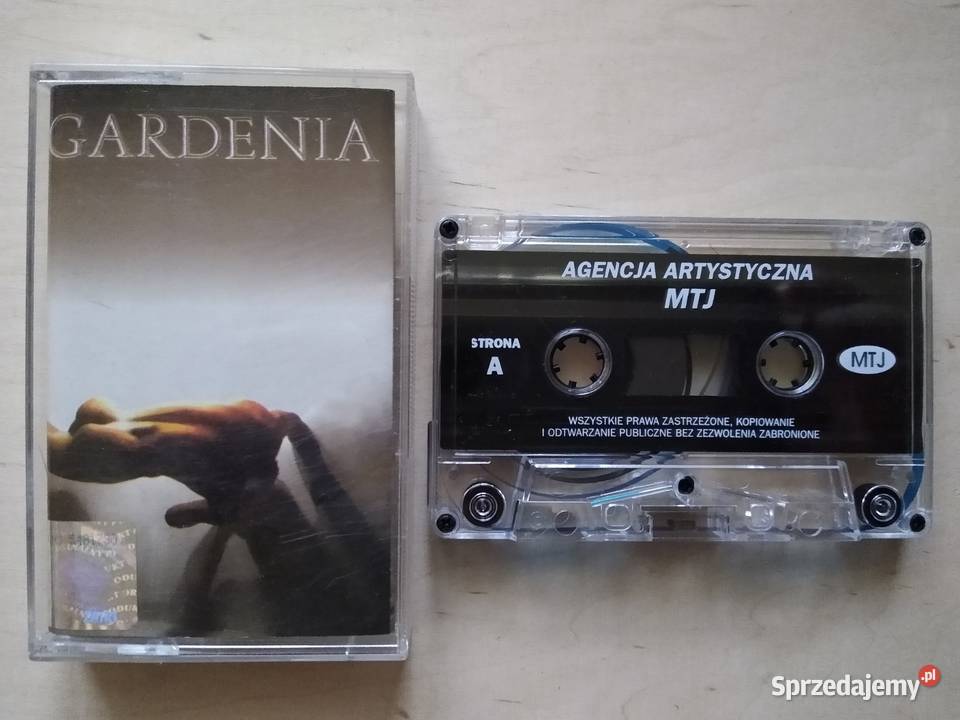 GARDENIA
AGENCJA ARTYSTYCZNA
MTJ
STRONA
A
MTJ
WSZYSTKIE PRAWA ZASTRZEŻONE, KOPIOWANIE
I ODTWARZANIE PUBLICZNE BEZ ZEZWOLENIA ZABRONIONE
Sprzedajemy.pl